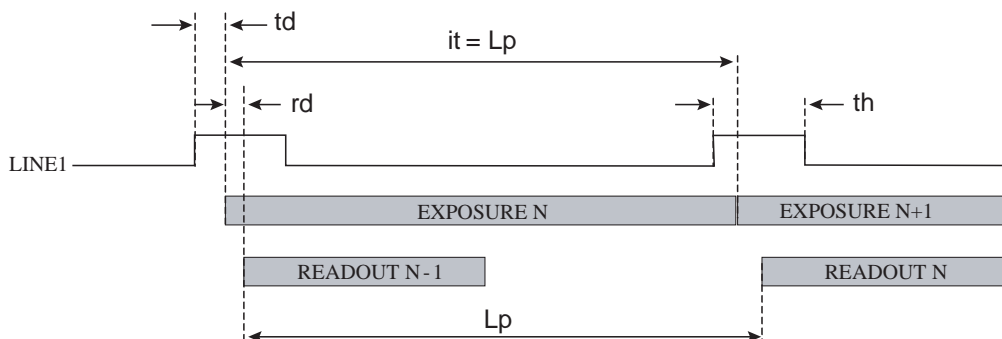 td
it = Lp
rd
th
LINE1
EXPOSURE N
EXPOSURE N+1
READOUT N-1
READOUT N
Lp